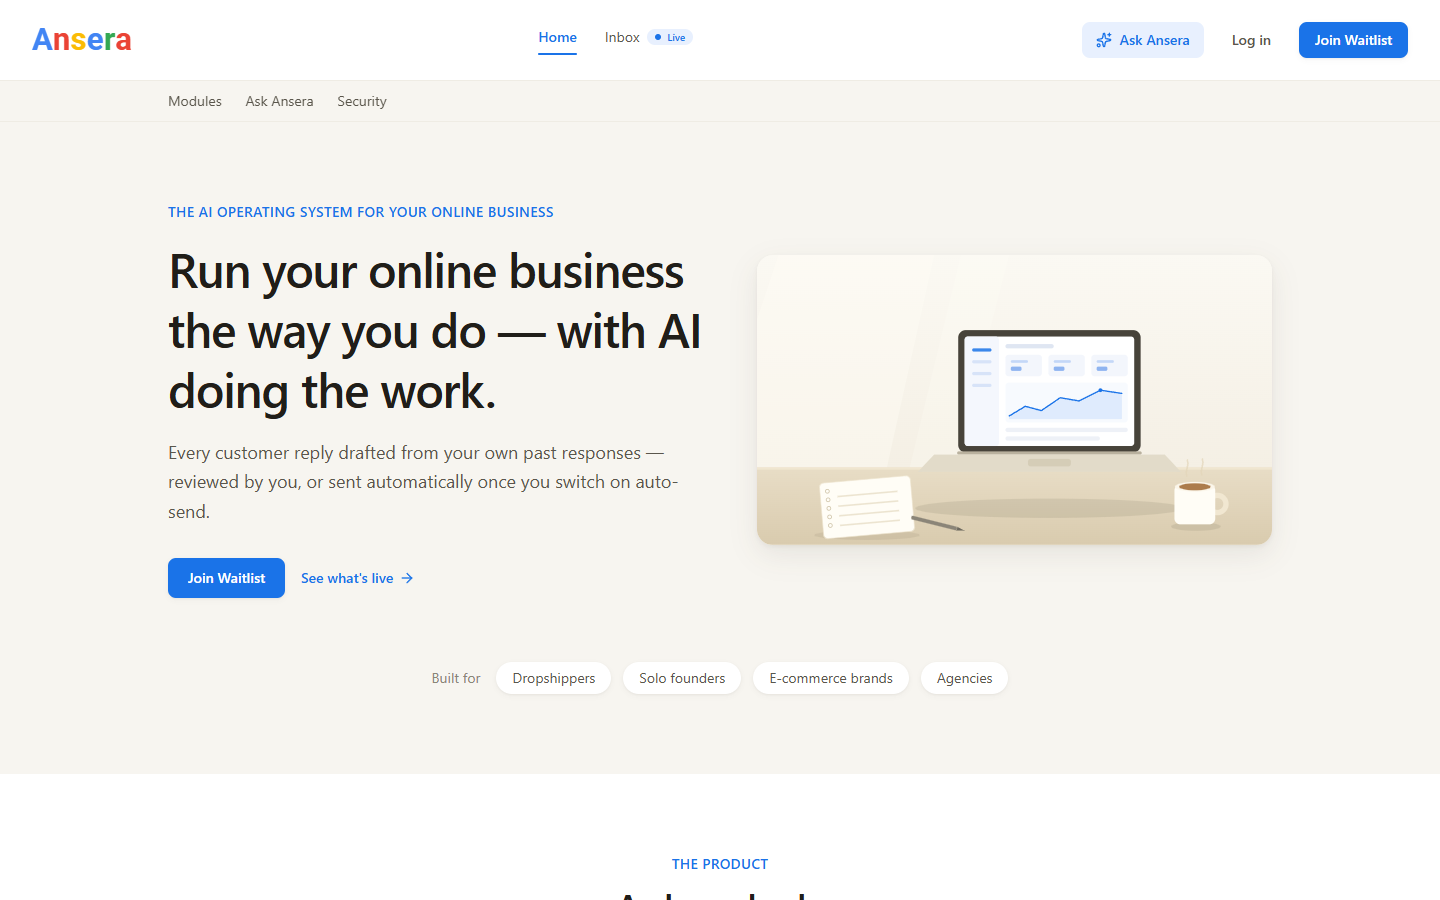 Ansera
Home
Inbox
Live
Ask Ansera
Log in
Join Waitlist
Modules
Ask Ansera
Security
THE AI OPERATING SYSTEM FOR YOUR ONLINE BUSINESS
Run your online business
the way you do — with AI
doing the work.
Every customer reply drafted from your own past responses —
reviewed by you, or sent automatically once you switch on auto-
send.
Join Waitlist
See what's live
Built for
Dropshippers
Solo founders
E-commerce brands
Agencies
THE PRODUCT